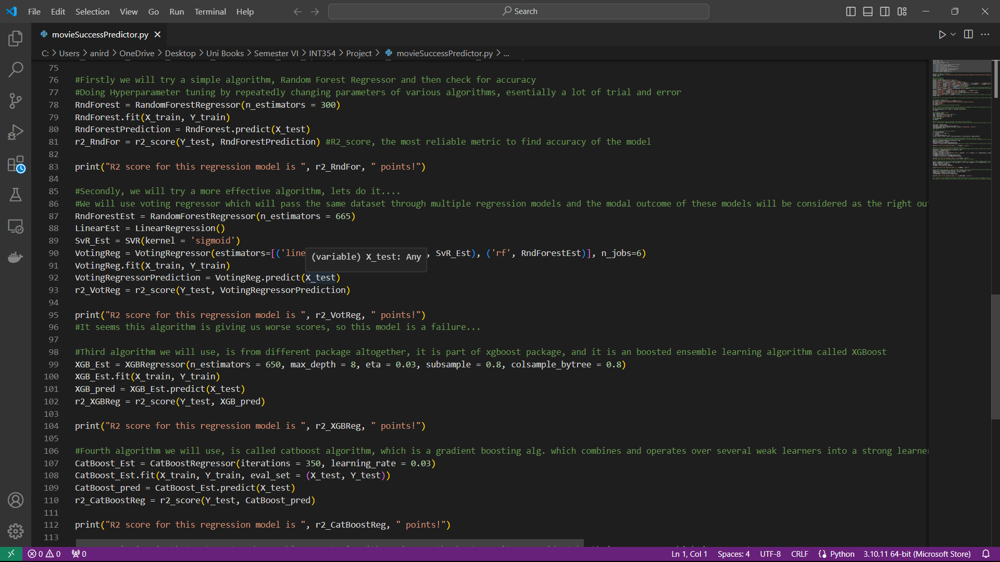 File Edit Selection View Go Run Terminal Help Search
movieSuccessPredictor.py
C: > Users > anird > OneDrive > Desktop > Uni Books > Semester VI > INT354 > Project > movieSuccessPredictor.py > ...
75
76 #Firstly we will try a simple algorithm, Random Forest Regressor and then check for accuracy
77 #Doing Hyperparameter tuning by repeatedly changing parameters of various algorithms, esentially a lot of trial and error
78 RndForest = RandomForestRegressor(n_estimators = 300)
79 RndForest.fit(X_train, Y_train)
80 RndForestPrediction = RndForest.predict(X_test)
81 r2_RndFor = r2_score(Y_test, RndForestPrediction) #R2_score, the most reliable metric to find accuracy of the model
82
83 print("R2 score for this regression model is ", r2_RndFor, " points!")
84
85 #Secondly, we will try a more effective algorithm, lets do it....
86 #We will use voting regressor which will pass the same dataset through multiple regression models and the modal outcome of these models will be considered as the right ou
87 RndForestEst = RandomForestRegressor(n_estimators = 665)
88 LinearEst = LinearRegression()
89 SvR_Est = SVR(kernel = 'sigmoid')
90 VotingReg = VotingRegressor(estimators=[('line , SvR_Est), ('rf', RndForestEst)], n_jobs=6)
(variable) X_test: Any
91 VotingReg.fit(X_train, Y_train)
92 VotingRegressorPrediction = VotingReg.predict(X_test)
93 r2_VotReg = r2_score(Y_test, VotingRegressorPrediction)
94
95 print("R2 score for this regression model is ", r2_VotReg, " points!")
96 #It seems this algorithm is giving us worse scores, so this model is a failure...
97
98 #Third algorithm we will use, is from different package altogether, it is part of xgboost package, and it is an boosted ensemble learning algorithm called XGBoost
99 XGB_Est = XGBRegressor(n_estimators = 650, max_depth = 8, eta = 0.03, subsample = 0.8, colsample_bytree = 0.8)
100 XGB_Est.fit(X_train, Y_train)
101 XGB_pred = XGB_Est.predict(X_test)
102 r2_XGBReg = r2_score(Y_test, XGB_pred)
103
104 print("R2 score for this regression model is ", r2_XGBReg, " points!")
105
106 #Fourth algorithm we will use, is called catboost algorithm, which is a gradient boosting alg. which combines and operates over several weak learners into a strong learne
107 CatBoost_Est = CatBoostRegressor(iterations = 350, learning_rate = 0.03)
108 CatBoost_Est.fit(X_train, Y_train, eval_set = (X_test, Y_test))
109 CatBoost_pred = CatBoost_Est.predict(X_test)
110 r2_CatBoostReg = r2_score(Y_test, CatBoost_pred)
111
112 print("R2 score for this regression model is ", r2_CatBoostReg, " points!")
113
0 0 0 Ln 1, Col 1 Spaces: 4 UTF-8 CRLF Python 3.10.11 64-bit (Microsoft Store)